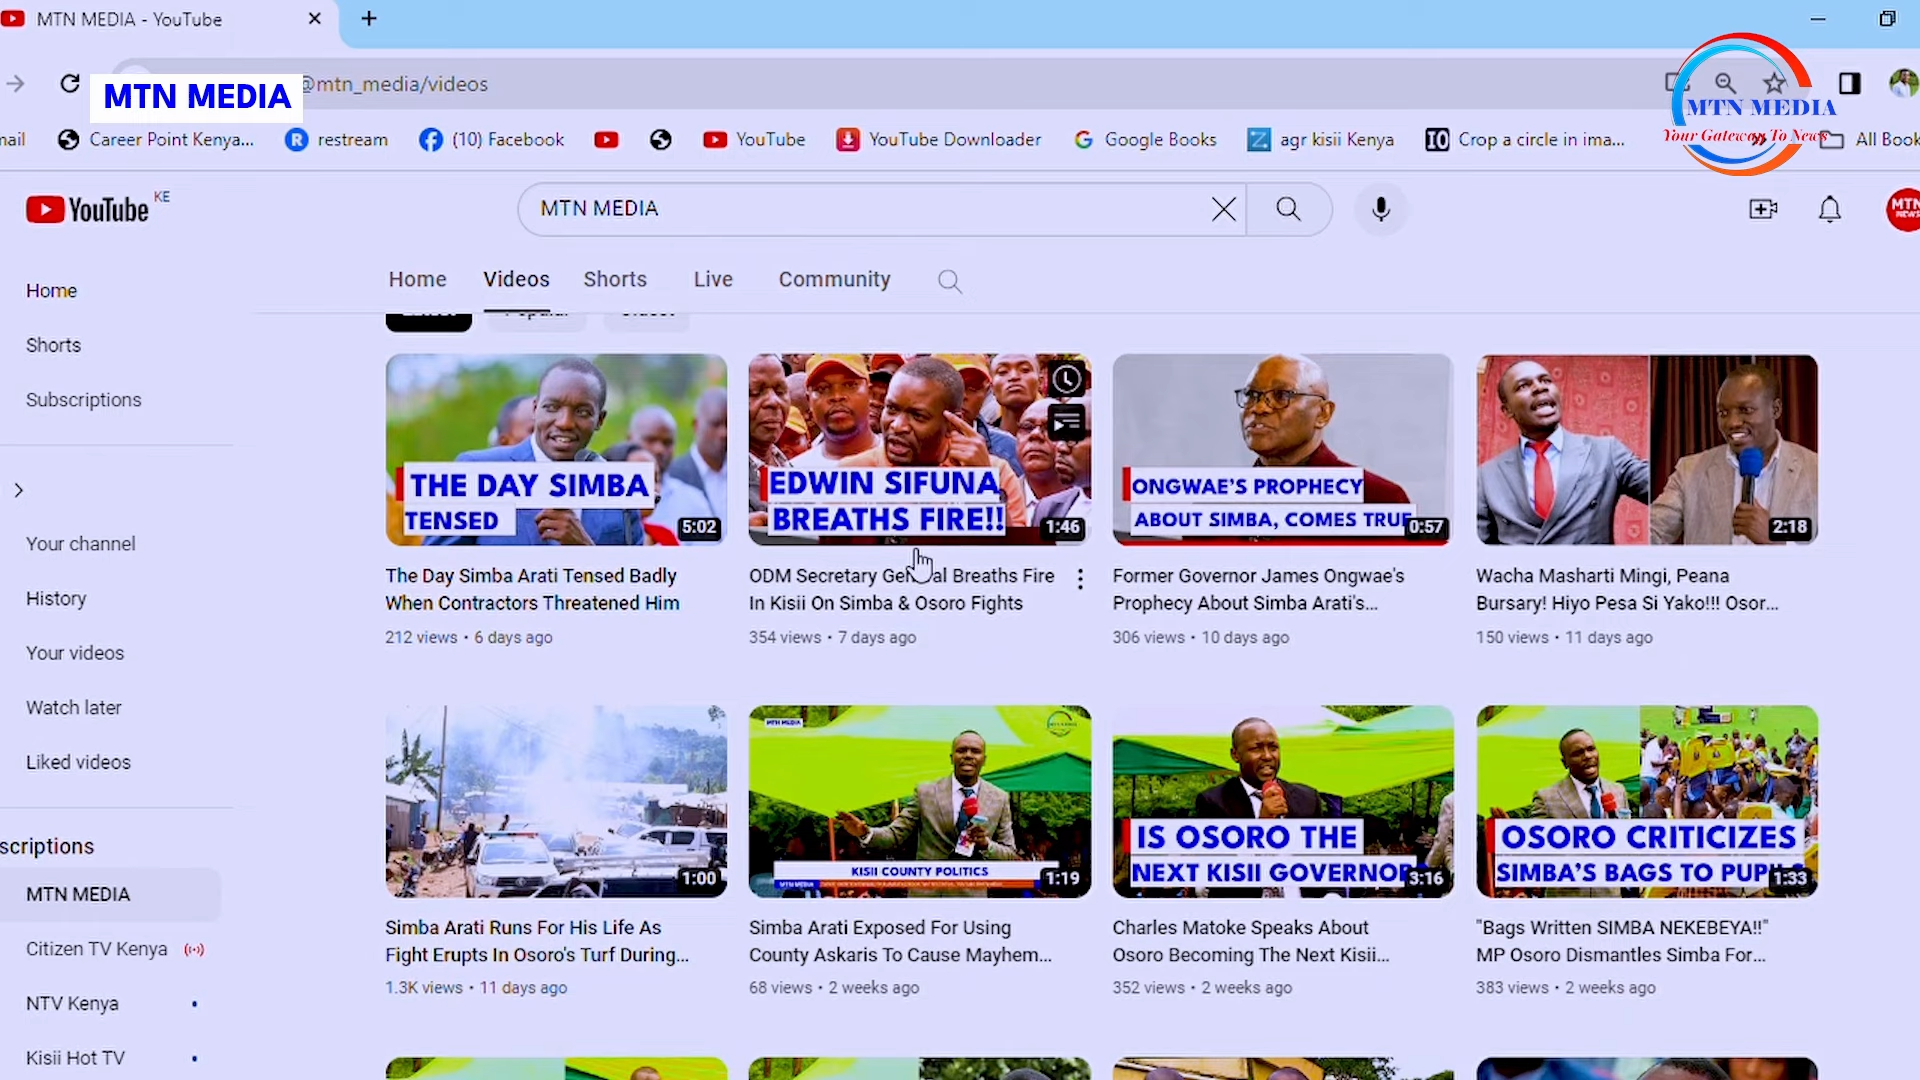 MTN MEDIA - YouTube
MTN MEDIA
@mtn_media/videos
MTN MEDIA
Your Gateway To News
mail
Career Point Kenya...
restream
(10) Facebook
YouTube
YouTube Downloader
Google Books
agr kisii Kenya
Crop a circle in ima...
All Book
YouTube KE
MTN MEDIA
MTN
NEWS
Home
Videos
Shorts
Live
Community
Home
Shorts
Subscriptions
Your channel
History
Your videos
Watch later
Liked videos
scriptions
MTN MEDIA
Citizen TV Kenya
NTV Kenya
Kisii Hot TV
THE DAY SIMBA
TENSED
5:02
The Day Simba Arati Tensed Badly
When Contractors Threatened Him
212 views • 6 days ago
EDWIN SIFUNA
BREATHS FIRE!!
1:46
ODM Secretary General Breaths Fire
In Kisii On Simba & Osoro Fights
354 views • 7 days ago
ONGWAE'S PROPHECY
ABOUT SIMBA, COMES TRUE
0:57
Former Governor James Ongwae's
Prophecy About Simba Arati's...
306 views • 10 days ago
2:18
Wacha Masharti Mingi, Peana
Bursary! Hiyo Pesa Si Yako!!! Osor...
150 views • 11 days ago
1:00
Simba Arati Runs For His Life As
Fight Erupts In Osoro's Turf During...
1.3K views • 11 days ago
MTN MEDIA
KISII COUNTY POLITICS
MTN MEDIA
1:19
Simba Arati Exposed For Using
County Askaris To Cause Mayhem...
68 views • 2 weeks ago
IS OSORO THE
NEXT KISII GOVERNOR
3:16
Charles Matoke Speaks About
Osoro Becoming The Next Kisii...
352 views • 2 weeks ago
OSORO CRITICIZES
SIMBA'S BAGS TO PUPILS
1:33
"Bags Written SIMBA NEKEBEYA!!"
MP Osoro Dismantles Simba For...
383 views • 2 weeks ago